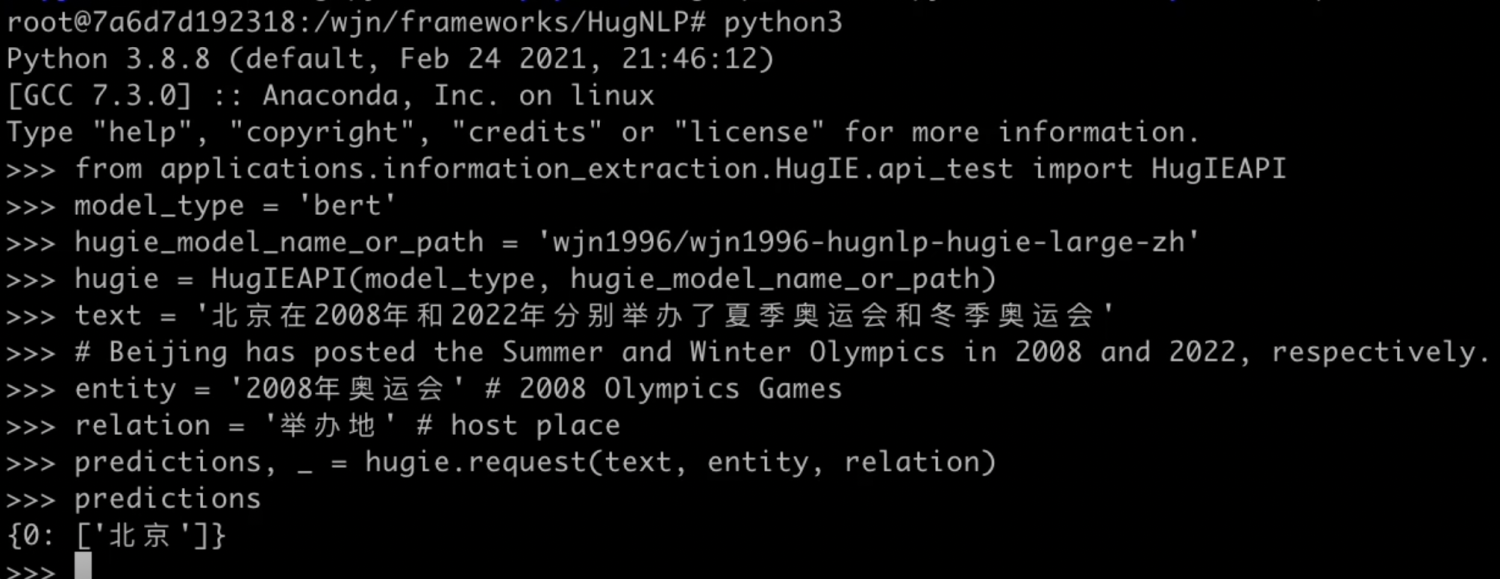 root@7a6d7d192318:/wjn/frameworks/HugNLP# python3
Python 3.8.8 (default, Feb 24 2021, 21:46:12)
[GCC 7.3.0] :: Anaconda, Inc. on linux
Type "help", "copyright", "credits" or "license" for more information.
>>> from applications.information_extraction.HugIE.api_test import HugIEAPI
>>> model_type = 'bert'
>>> hugie_model_name_or_path = 'wjn1996/wjn1996-hugnlp-hugie-large-zh'
>>> hugie = HugIEAPI(model_type, hugie_model_name_or_path)
>>> text = '北京在2008年和2022年分别举办了夏季奥运会和冬季奥运会'
>>> # Beijing has posted the Summer and Winter Olympics in 2008 and 2022, respectively.
>>> entity = '2008年奥运会' # 2008 Olympics Games
>>> relation = '举办地' # host place
>>> predictions, _ = hugie.request(text, entity, relation)
>>> predictions
{0: ['北京']}
>>>